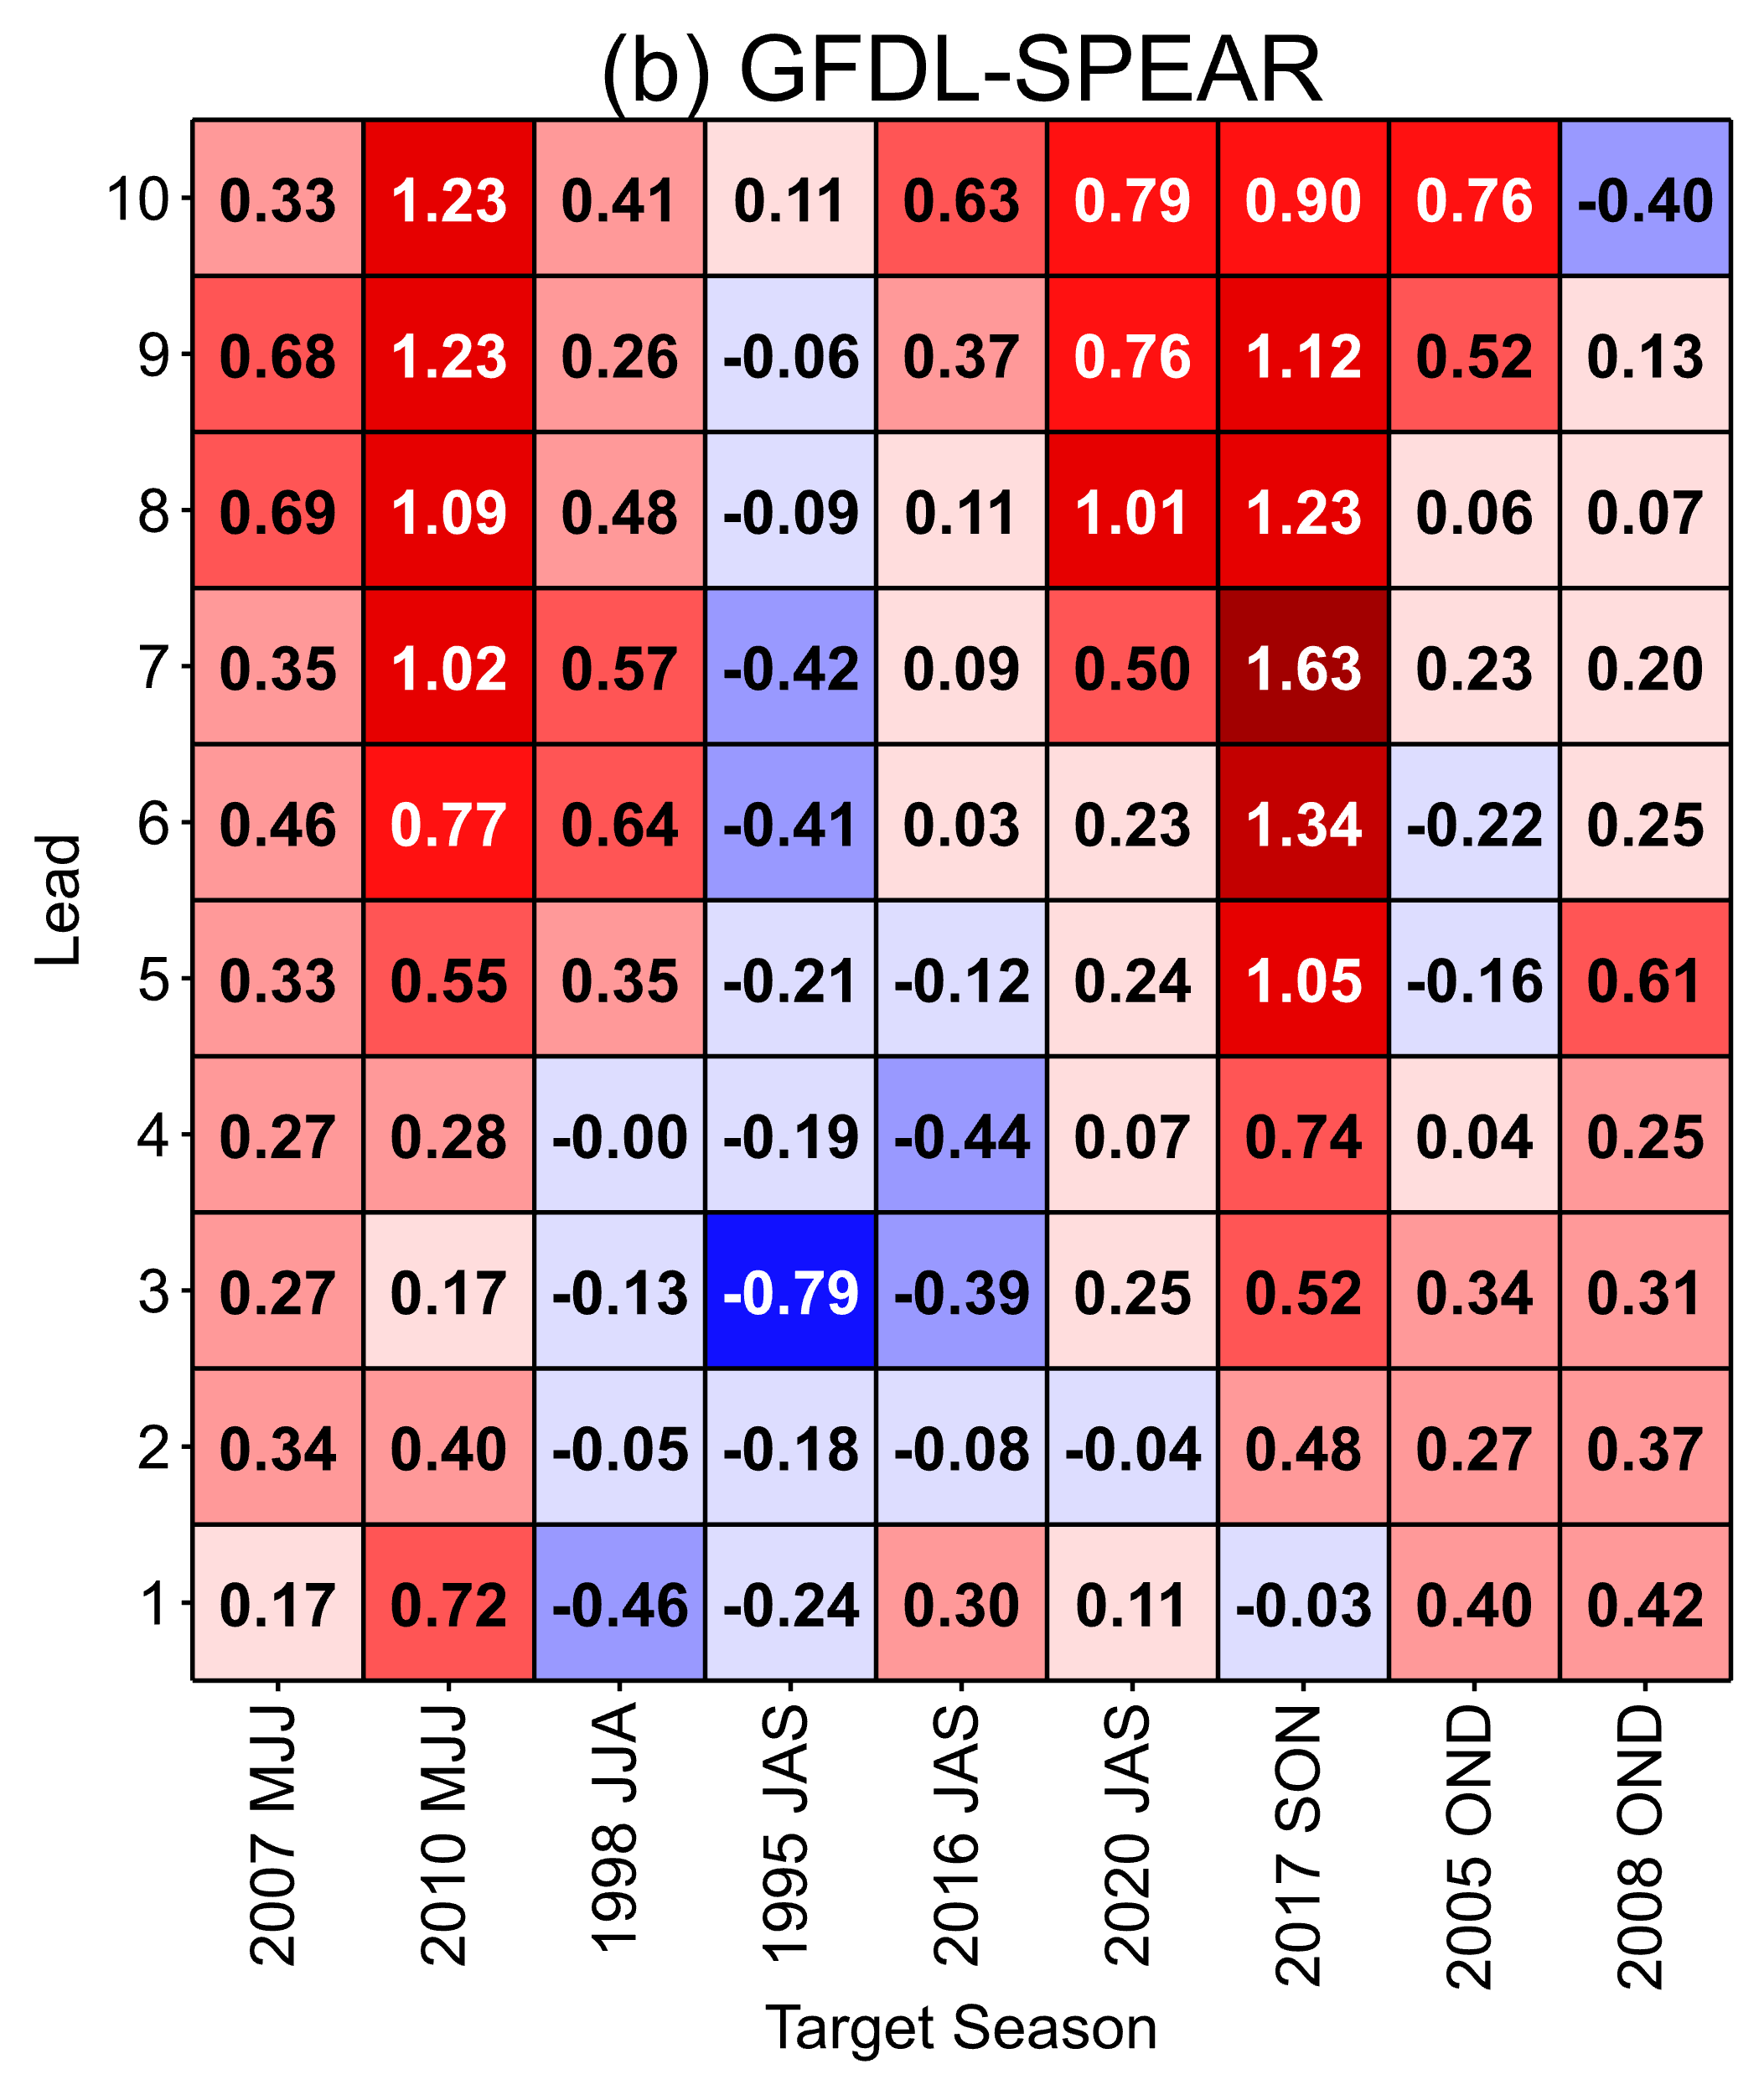 (b) GFDL-SPEAR
10 0.33 1.23 0.41 0.11 0.63 0.79 0.90 0.76 -0.40
9 0.68 1.23 0.26 -0.06 0.37 0.76 1.12 0.52 0.13
8 0.69 1.09 0.48 -0.09 0.11 1.01 1.23 0.06 0.07
7 0.35 1.02 0.57 -0.42 0.09 0.50 1.63 0.23 0.20
6 0.46 0.77 0.64 -0.41 0.03 0.23 1.34 -0.22 0.25
5 0.33 0.55 0.35 -0.21 -0.12 0.24 1.05 -0.16 0.61
4 0.27 0.28 -0.00 -0.19 -0.44 0.07 0.74 0.04 0.25
3 0.27 0.17 -0.13 -0.79 -0.39 0.25 0.52 0.34 0.31
2 0.34 0.40 -0.05 -0.18 -0.08 -0.04 0.48 0.27 0.37
1 0.17 0.72 -0.46 -0.24 0.30 0.11 -0.03 0.40 0.42
Lead
2007 MJJ
2010 MJJ
1998 JJA
1995 JAS
2016 JAS
2020 JAS
2017 SON
2005 OND
2008 OND
Target Season